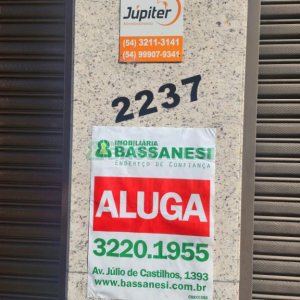 Júpiter
(54) 3211-3141
(54) 99907-9341
2237
IMOBILIÁRIA
BASSANESI
ENDEREÇO DE CONFIANÇA
ALUGA
3220.1955
Av. Júlio de Castilhos, 1393
www.bassanesi.com.br